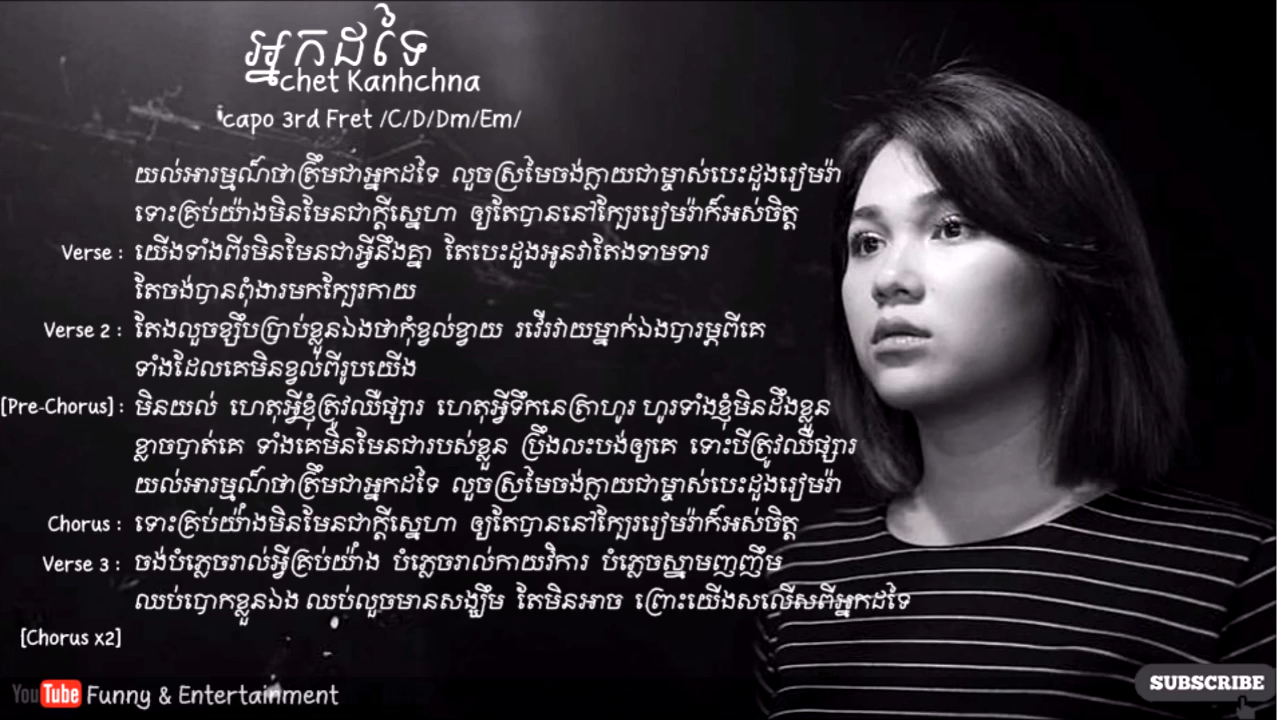 អ្នកដទៃ
chet Kanhchna
capo 3rd Fret /C/D/Dm/Em/
យល់អារម្មណ៍ថាត្រឹមជាអ្នកដទៃ លួចស្រមៃចង់ក្លាយជាម្ចាស់បេះដួងរៀមរ៉ា
ទោះគ្រប់យ៉ាងមិនមែនជាក្ដីស្នេហា ឲ្យតែបាននៅក្បែររៀមរ៉ាក៏អស់ចិត្ត
Verse : យើងទាំងពីរមិនមែនជាអ្វីនឹងគ្នា តែបេះដួងអូនវាតែងទាមទារ
តែចង់បានពុំងារមកក្បែរកាយ
Verse 2 : តែងលួចខ្សឹបប្រាប់ខ្លួនឯងថាកុំខ្វល់ខ្វាយ រវើរវាយម្នាក់ឯងបារម្ភពីគេ
ទាំងដែលគេមិនខ្វល់ពីរូបយើង
[Pre-Chorus] : មិនយល់ ហេតុអ្វីខ្ញុំត្រូវឈឺផ្សារ ហេតុអ្វីទឹកនេត្រាហូរ ហូរទាំងខ្ញុំមិនដឹងខ្លួន
ខ្លាចបាត់គេ ទាំងគេមិនមែនជារបស់ខ្លួន ប្រឹងលះបង់ឲ្យគេ ទោះបីត្រូវឈឺផ្សារ
យល់អារម្មណ៍ថាត្រឹមជាអ្នកដទៃ លួចស្រមៃចង់ក្លាយជាម្ចាស់បេះដួងរៀមរ៉ា
Chorus : ទោះគ្រប់យ៉ាងមិនមែនជាក្ដីស្នេហា ឲ្យតែបាននៅក្បែររៀមរ៉ាក៏អស់ចិត្ត
Verse 3 : ចង់បំភ្លេចរាល់អ្វីគ្រប់យ៉ាង បំភ្លេចរាល់កាយវិការ បំភ្លេចស្នាមញញឹម
ឈប់បោកខ្លួនឯង ឈប់លួចមានសង្ឃឹម តែមិនអាច ព្រោះយើងសលើសពីអ្នកដទៃ
[Chorus x2]
YouTube Funny & Entertainment
SUBSCRIBE